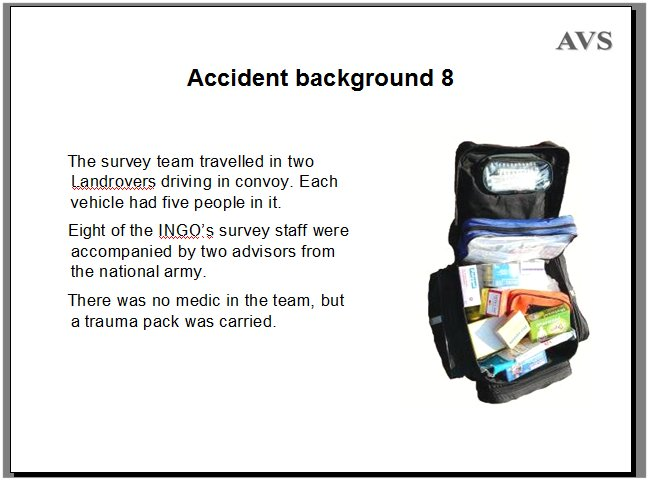 AVS
Accident background 8
The survey team travelled in two
Landrovers driving in convoy. Each
vehicle had five people in it.
Eight of the INGO's survey staff were
accompanied by two advisors from
the national army.
There was no medic in the team, but
a trauma pack was carried.